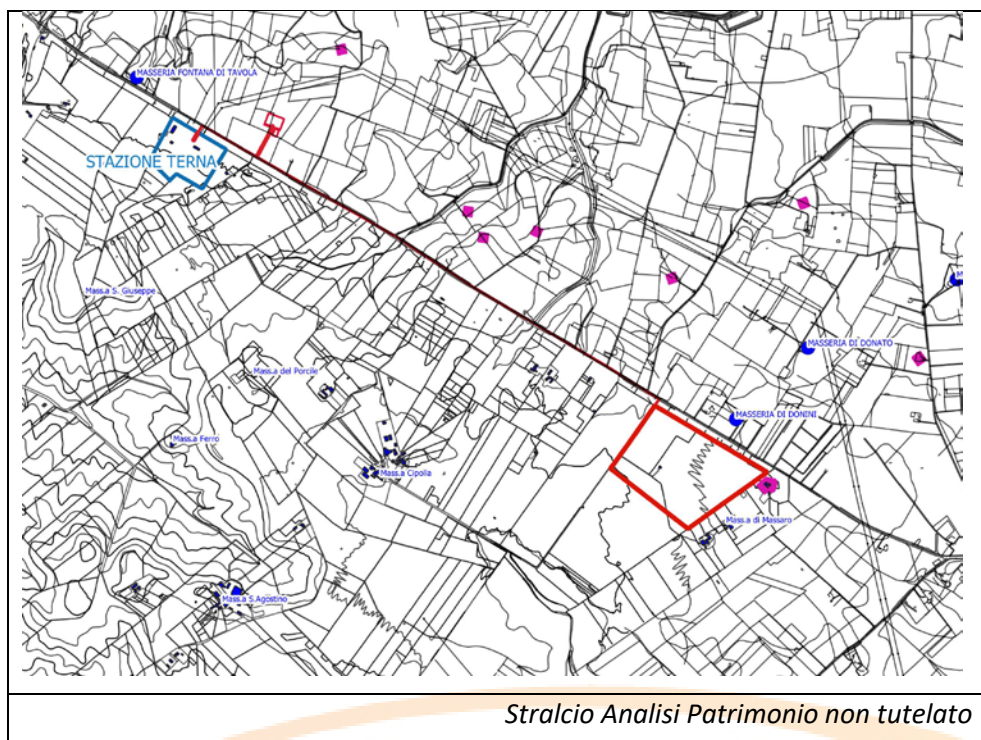 MASSERIA FONTANA DI TAVOLA
STAZIONE TERNA
Mass.a S. Giuseppe
Mass.a del Porcile
MASSERIA DI DONATO
MASSERIA DI DONINI
Mass.a Ferro
Mass.a Cipolla
Mass.a di Massaro
Mass.a S.Agostino
Stralcio Analisi Patrimonio non tutelato